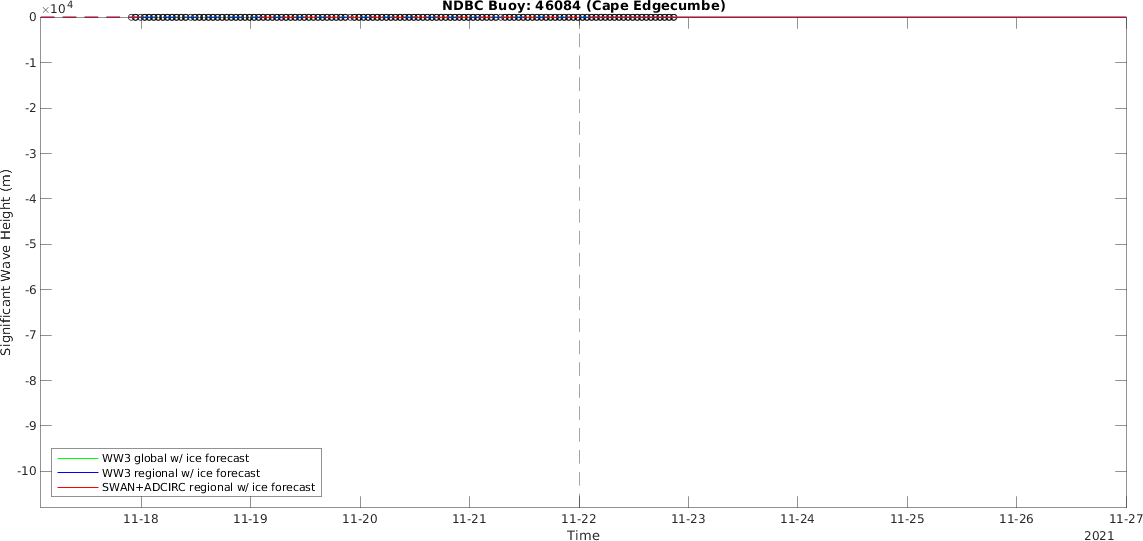 NDBC Buoy: 46084 (Cape Edgecumbe)
×10^4
0
-1
-2
-3
-4
-5
-6
-7
-8
-9
-10
Significant Wave Height (m)
WW3 global w/ ice forecast
WW3 regional w/ ice forecast
SWAN+ADCIRC regional w/ ice forecast
11-18 11-19 11-20 11-21 11-22 11-23 11-24 11-25 11-26 11-27
Time
2021